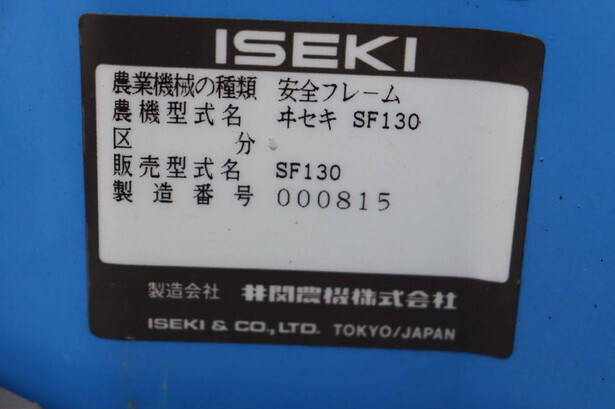 ISEKI
農業機械の種類 安全フレーム
農機型式名 ヰセキ SF130
区分
販売型式名 SF130
製造番号 000815
製造会社 井関農機株式会社
ISEKI & CO., LTD. TOKYO/JAPAN